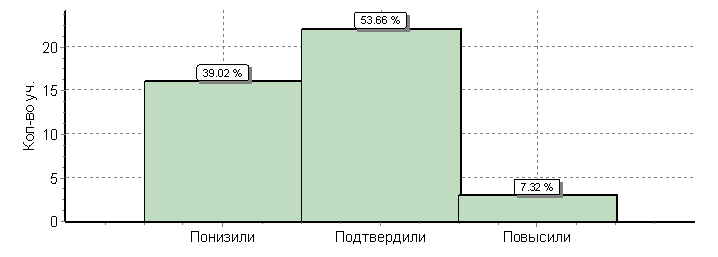 Кол-во уч.
20
15
10
5
0
39.02 %
53.66 %
7.32 %
Понизили
Подтвердили
Повысили